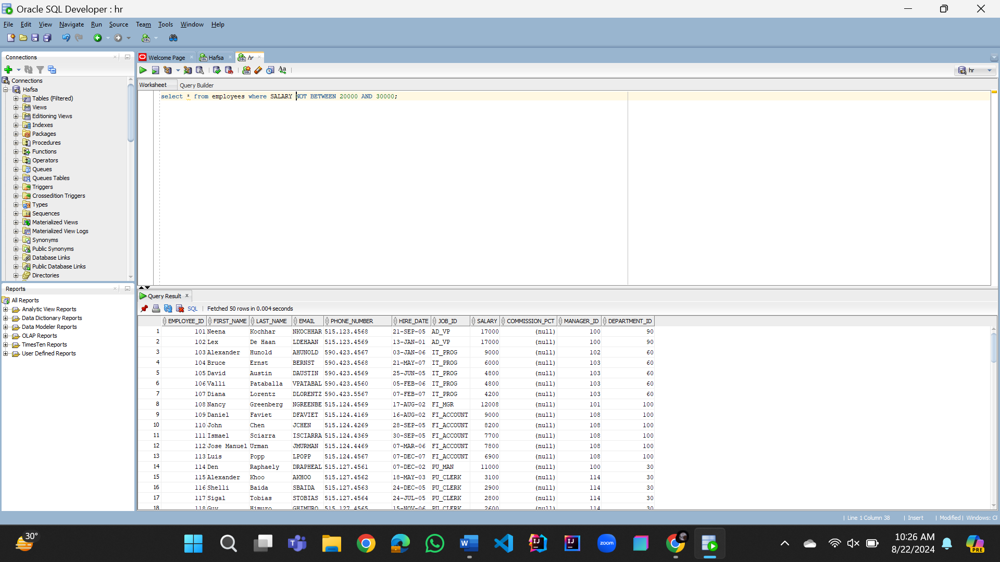 Oracle SQL Developer : hr
File Edit View Navigate Run Source Team Tools Window Help
Connections
Welcome Page Hafsa hr
hr
Worksheet Query Builder
select * from employees where SALARY NOT BETWEEN 20000 AND 30000;
Connections
Hafsa
Tables (Filtered)
Views
Editioning Views
Indexes
Packages
Procedures
Functions
Operators
Queues
Queues Tables
Triggers
Crossedition Triggers
Types
Sequences
Materialized Views
Materialized View Logs
Synonyms
Public Synonyms
Database Links
Public Database Links
Directories
Reports
All Reports
Analytic View Reports
Data Dictionary Reports
Data Modeler Reports
OLAP Reports
TimesTen Reports
User Defined Reports
Query Result
SQL | Fetched 50 rows in 0.004 seconds
EMPLOYEE_ID FIRST_NAME LAST_NAME EMAIL PHONE_NUMBER HIRE_DATE JOB_ID SALARY COMMISSION_PCT MANAGER_ID DEPARTMENT_ID
1 101 Neena Kochhar NKOCHHAR 515.123.4568 21-SEP-05 AD_VP 17000 (null) 100 90
2 102 Lex De Haan LDEHAAN 515.123.4569 13-JAN-01 AD_VP 17000 (null) 100 90
3 103 Alexander Hunold AHUNOLD 590.423.4567 03-JAN-06 IT_PROG 9000 (null) 102 60
4 104 Bruce Ernst BERNST 590.423.4568 21-MAY-07 IT_PROG 6000 (null) 103 60
5 105 David Austin DAUSTIN 590.423.4569 25-JUN-05 IT_PROG 4800 (null) 103 60
6 106 Valli Pataballa VPATABAL 590.423.4560 05-FEB-06 IT_PROG 4800 (null) 103 60
7 107 Diana Lorentz DLORENTZ 590.423.5567 07-FEB-07 IT_PROG 4200 (null) 103 60
8 108 Nancy Greenberg NGREENBE 515.124.4569 17-AUG-02 FI_MGR 12008 (null) 101 100
9 109 Daniel Faviet DFAVIET 515.124.4169 16-AUG-02 FI_ACCOUNT 9000 (null) 108 100
10 110 John Chen JCHEN 515.124.4269 28-SEP-05 FI_ACCOUNT 8200 (null) 108 100
11 111 Ismael Sciarra ISCIARRA 515.124.4369 30-SEP-05 FI_ACCOUNT 7700 (null) 108 100
12 112 Jose Manuel Urman JMURMAN 515.124.4469 07-MAR-06 FI_ACCOUNT 7800 (null) 108 100
13 113 Luis Popp LPOPP 515.124.4567 07-DEC-07 FI_ACCOUNT 6900 (null) 108 100
14 114 Den Raphaely DRAPHEAL 515.127.4561 07-DEC-02 PU_MAN 11000 (null) 100 30
15 115 Alexander Khoo AKHOO 515.127.4562 18-MAY-03 PU_CLERK 3100 (null) 114 30
16 116 Shelli Baida SBAIDA 515.127.4563 24-DEC-05 PU_CLERK 2900 (null) 114 30
17 117 Sigal Tobias STOBIAS 515.127.4564 24-JUL-05 PU_CLERK 2800 (null) 114 30
18 118 Guy Himuro GHIMURO 515.127.4565 15-NOV-06 PU_CLERK 2600 (null) 114 30
| Line 1 Column 38 | Insert | Modified | Windows: CF
30°
zoom
10:26 AM
8/22/2024
PRE